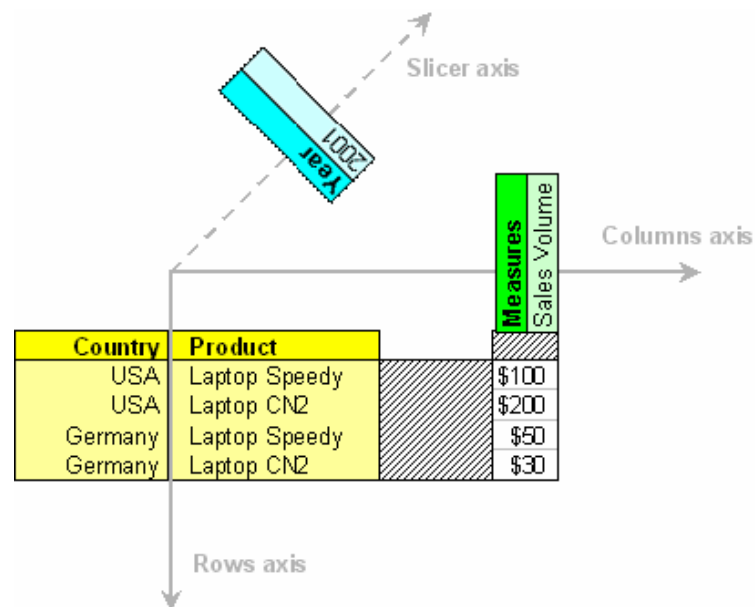 Slicer axis
2001
Year
Measures
Sales Volume
Columns axis
Country Product
USA Laptop Speedy $100
USA Laptop CN2 $200
Germany Laptop Speedy $50
Germany Laptop CN2 $30
Rows axis